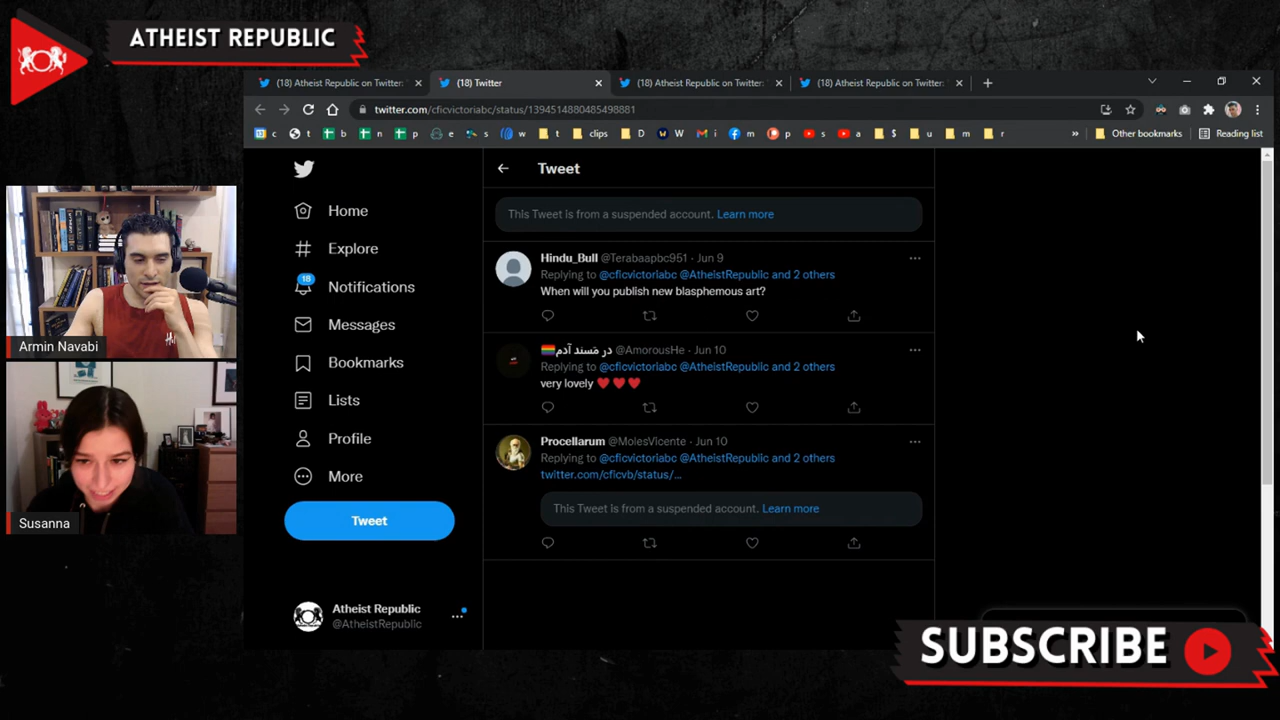 ATHEIST REPUBLIC
(18) Atheist Republic on Twitter:
(18) Twitter
(18) Atheist Republic on Twitter:
(18) Atheist Republic on Twitter:
twitter.com/cficvictoriabc/status/1394514880485498881
c t b n p e s w t clips D W i m p s a $ u m r » Other bookmarks Reading list
Tweet
This Tweet is from a suspended account. Learn more
Home
Explore
18
Notifications
Messages
Bookmarks
Lists
Profile
More
Tweet
Atheist Republic
@AtheistRepublic
Hindu_Bull @Terabaapbc951 · Jun 9
Replying to @cficvictoriabc @AtheistRepublic and 2 others
When will you publish new blasphemous art?
در مَسند آدم @AmorousHe · Jun 10
Replying to @cficvictoriabc @AtheistRepublic and 2 others
very lovely
Procellarum @MolesVicente · Jun 10
Replying to @cficvictoriabc @AtheistRepublic and 2 others
twitter.com/cficvb/status/...
This Tweet is from a suspended account. Learn more
Armin Navabi
Susanna
SUBSCRIBE